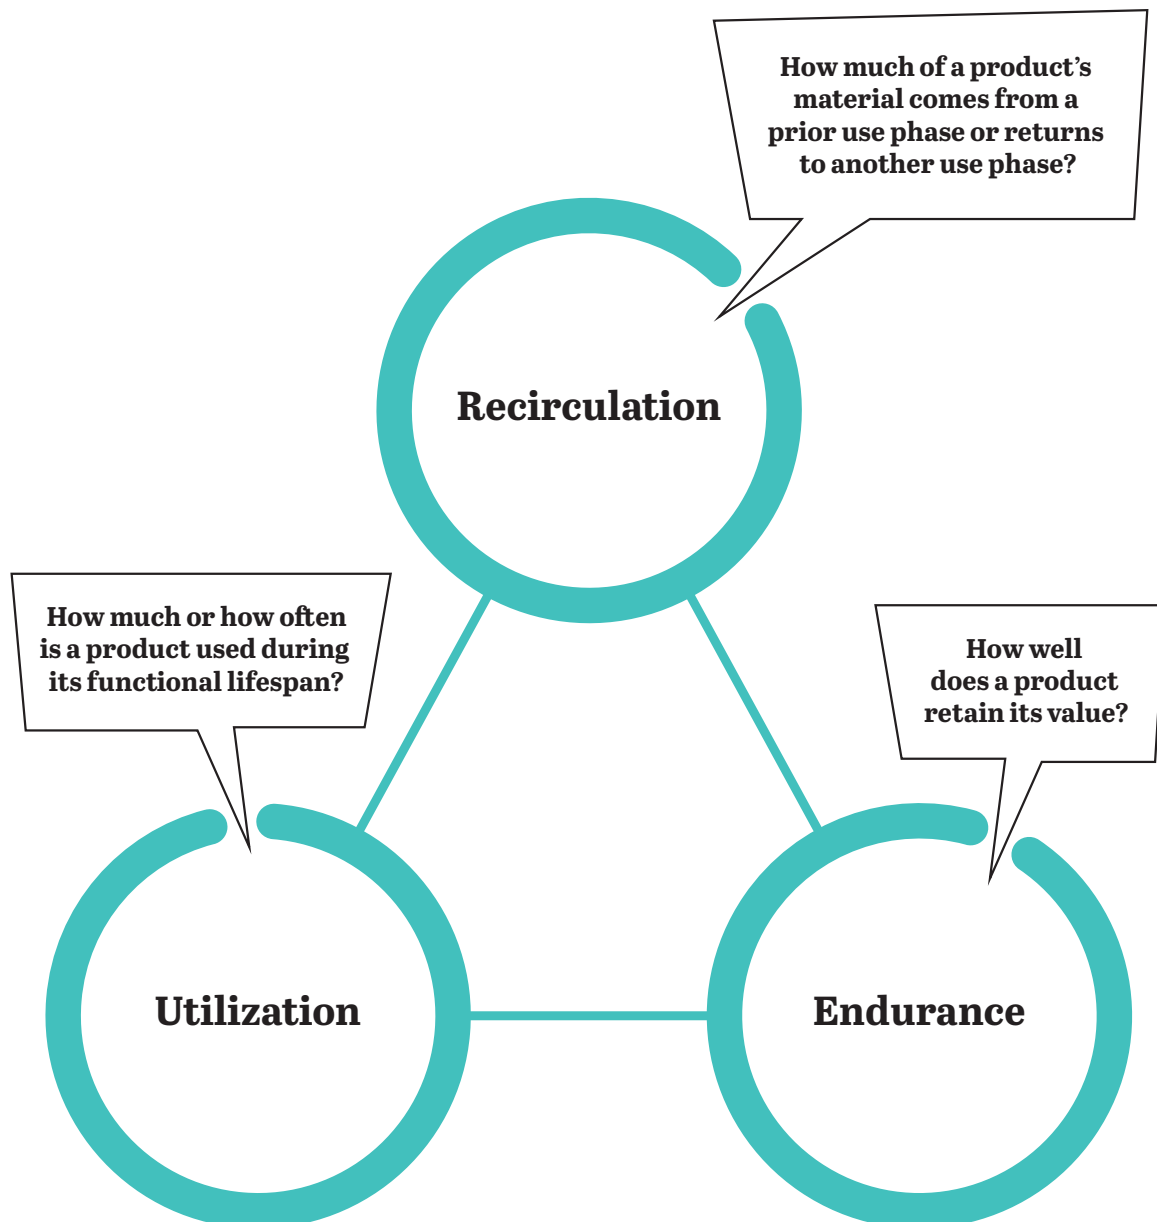 How much of a product’s
material comes from a
prior use phase or returns
to another use phase?
Recirculation
How much or how often
is a product used during
its functional lifespan?
How well
does a product
retain its value?
Utilization
Endurance